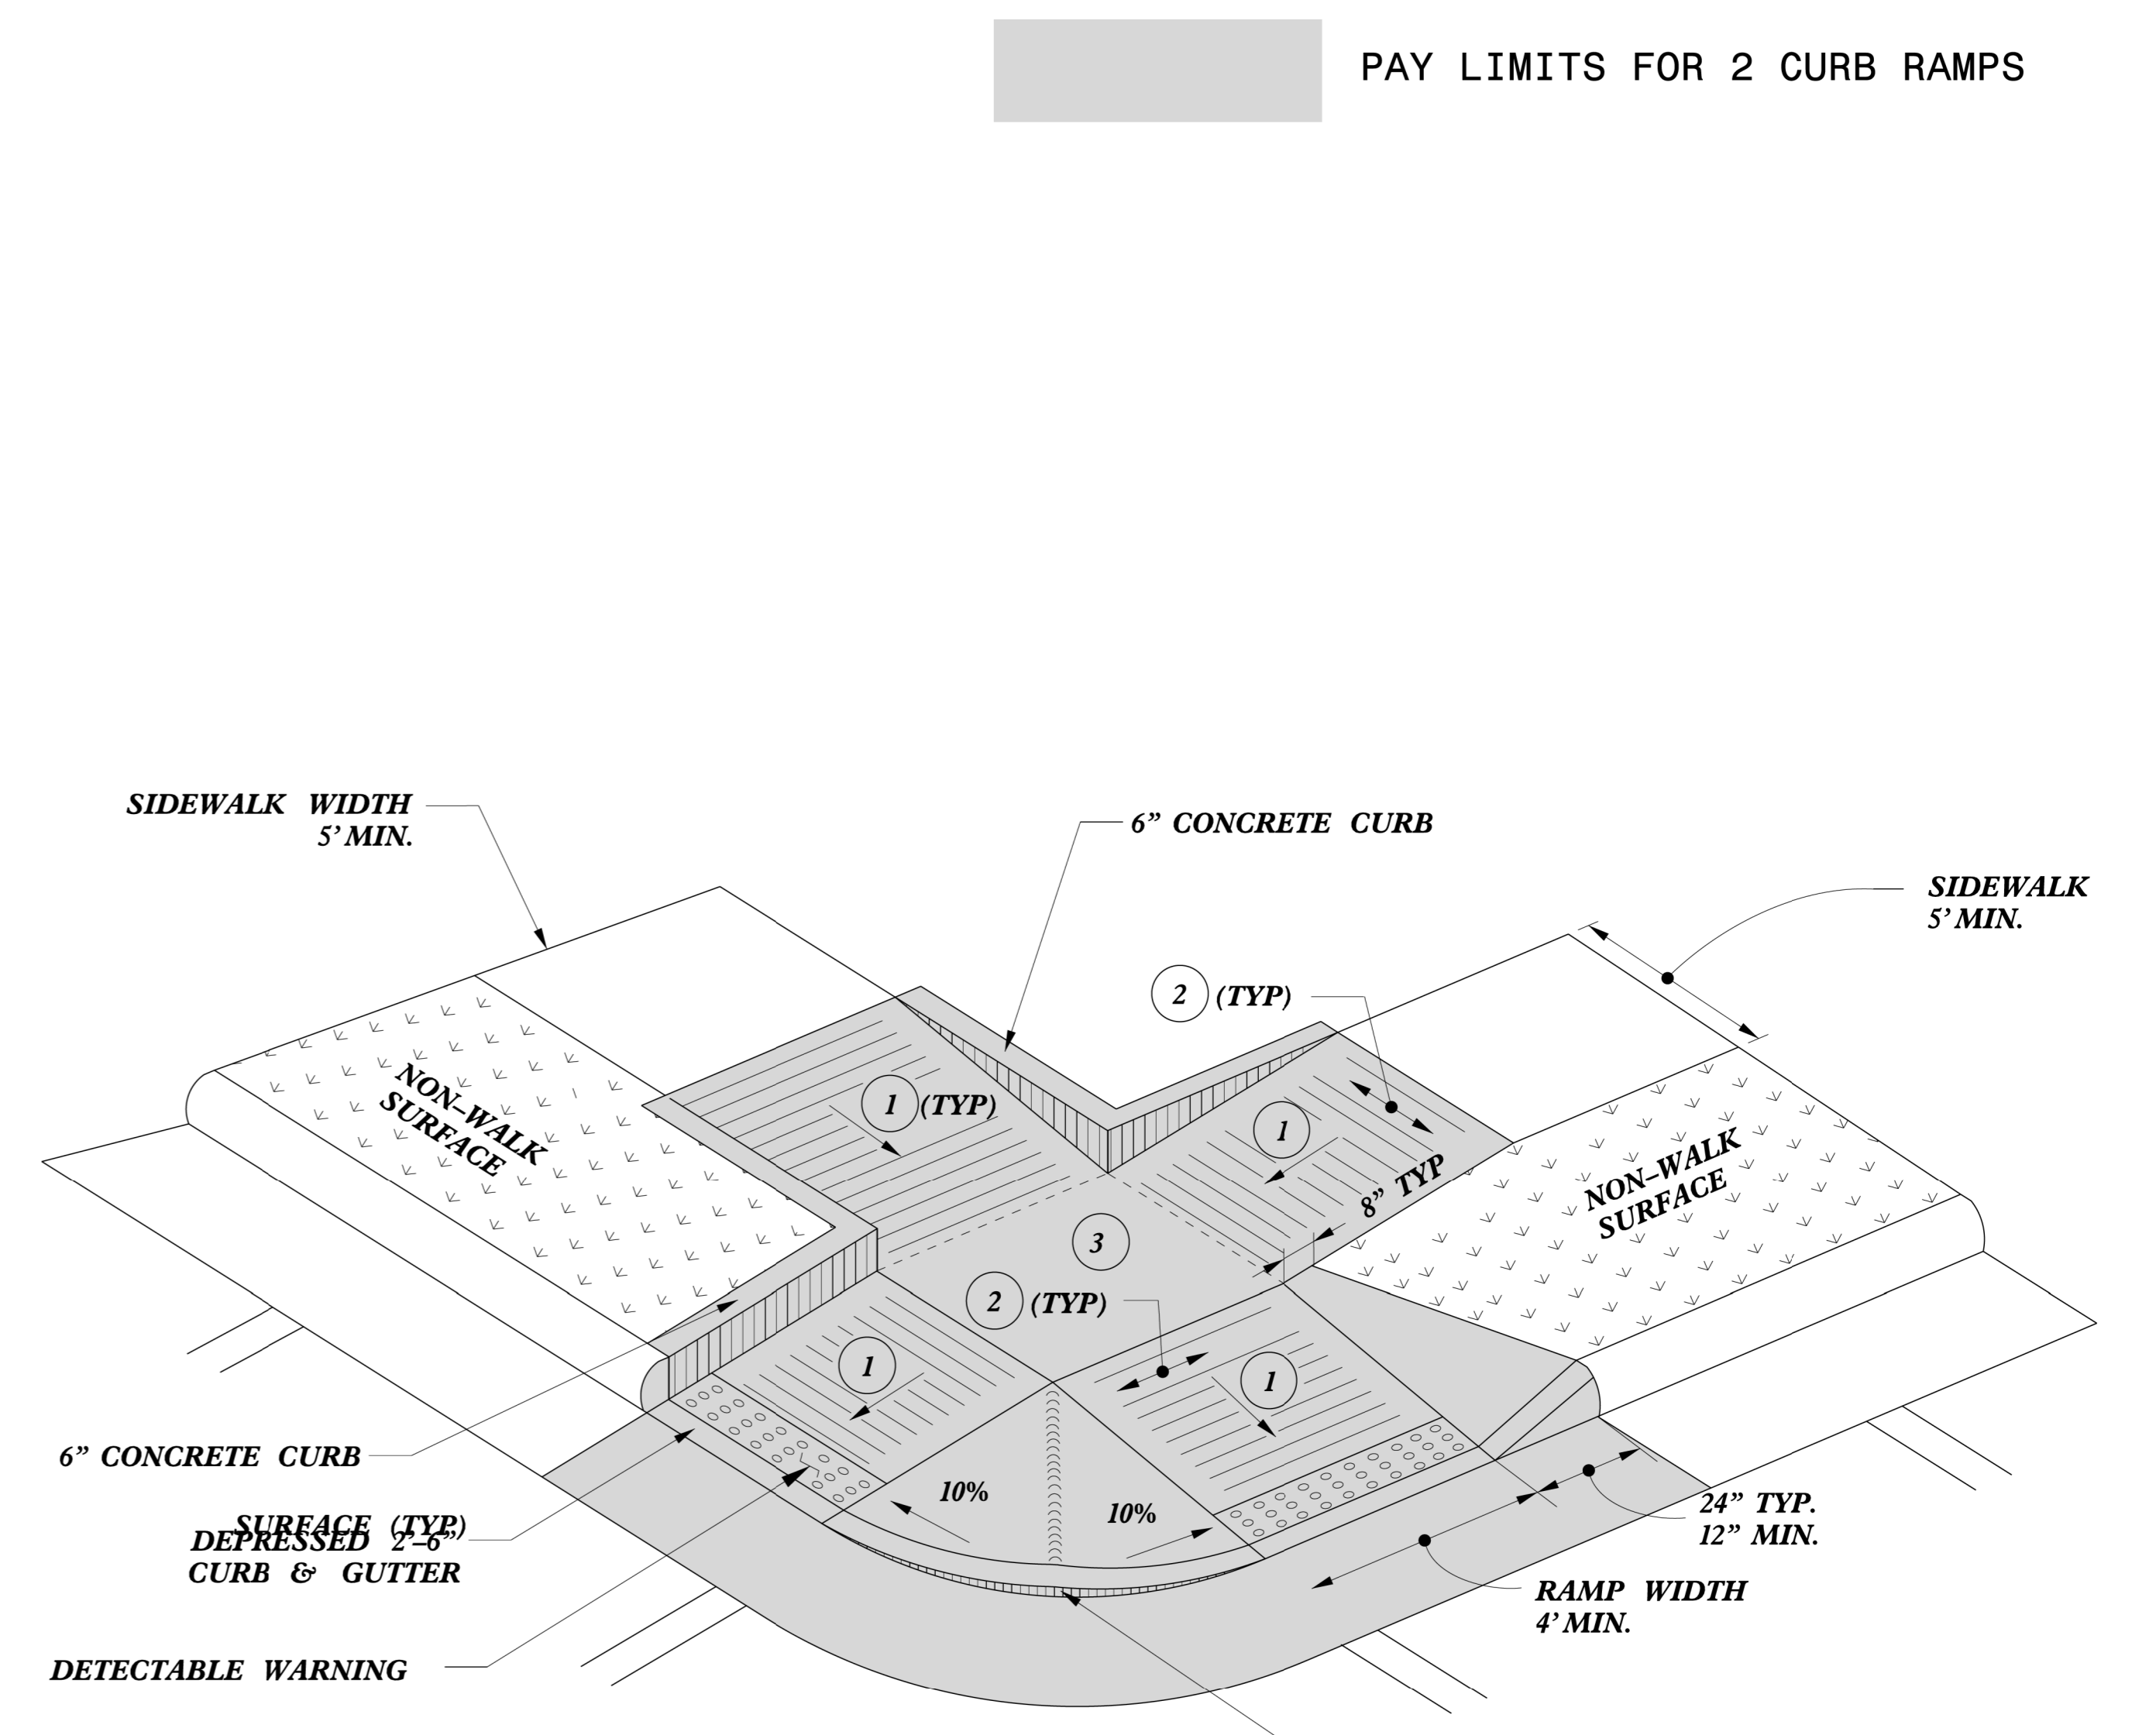 PAY LIMITS FOR 2 CURB RAMPS
SIDEWALK WIDTH
5' MIN.
6" CONCRETE CURB
SIDEWALK
5' MIN.
2 (TYP)
NON-WALK
SURFACE
1 (TYP)
1
8" TYP
NON-WALK
SURFACE
3
2 (TYP)
1
1
6" CONCRETE CURB
10%
10%
24" TYP.
12" MIN.
SURFACE (TYP)
DEPRESSED 2'-6"
CURB & GUTTER
RAMP WIDTH
4' MIN.
DETECTABLE WARNING